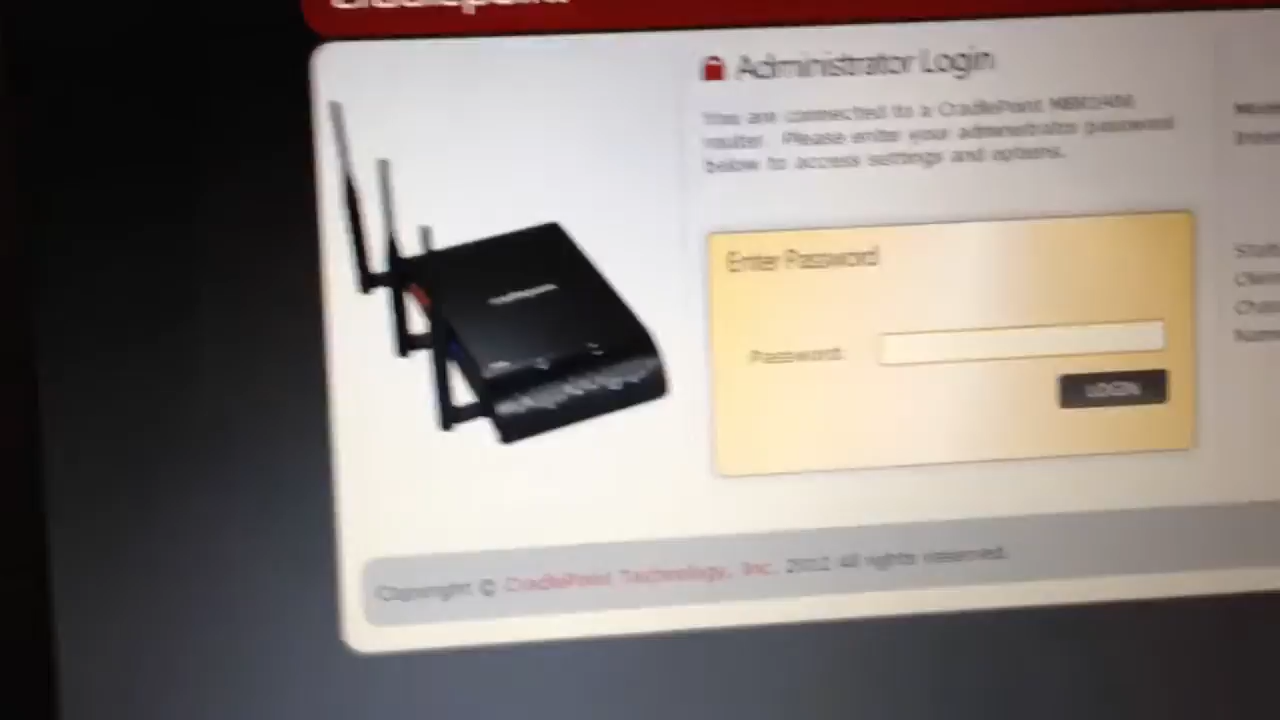 Cradlepoint
Administrator Login
You are connected to a CradlePoint
router. Please enter your administrator password
below to access settings and options.
Enter Password
Password:
LOGIN
Copyright © CradlePoint Technology, Inc. 2012 All rights reserved.